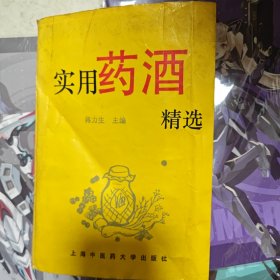 实用药酒
精选
蒋力生 主编
上海中医药大学出版社